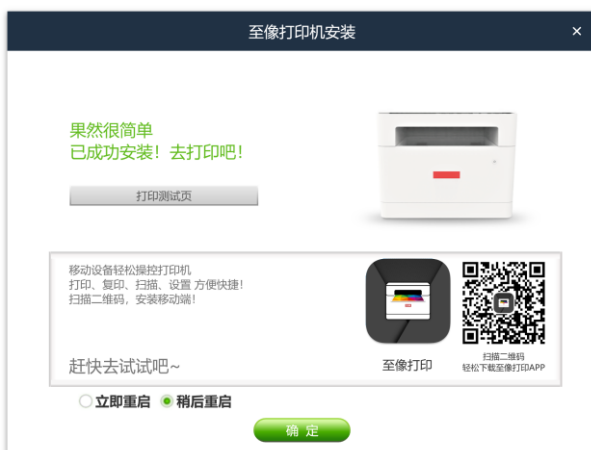 至像打印机安装
×
果然很简单
已成功安装！去打印吧！
打印测试页
移动设备轻松操控打印机
打印、复印、扫描、设置 方便快捷！
扫描二维码，安装移动端！
赶快去试试吧~
至像打印
扫描二维码
轻松下载至像打印APP
立即重启 稍后重启
确 定